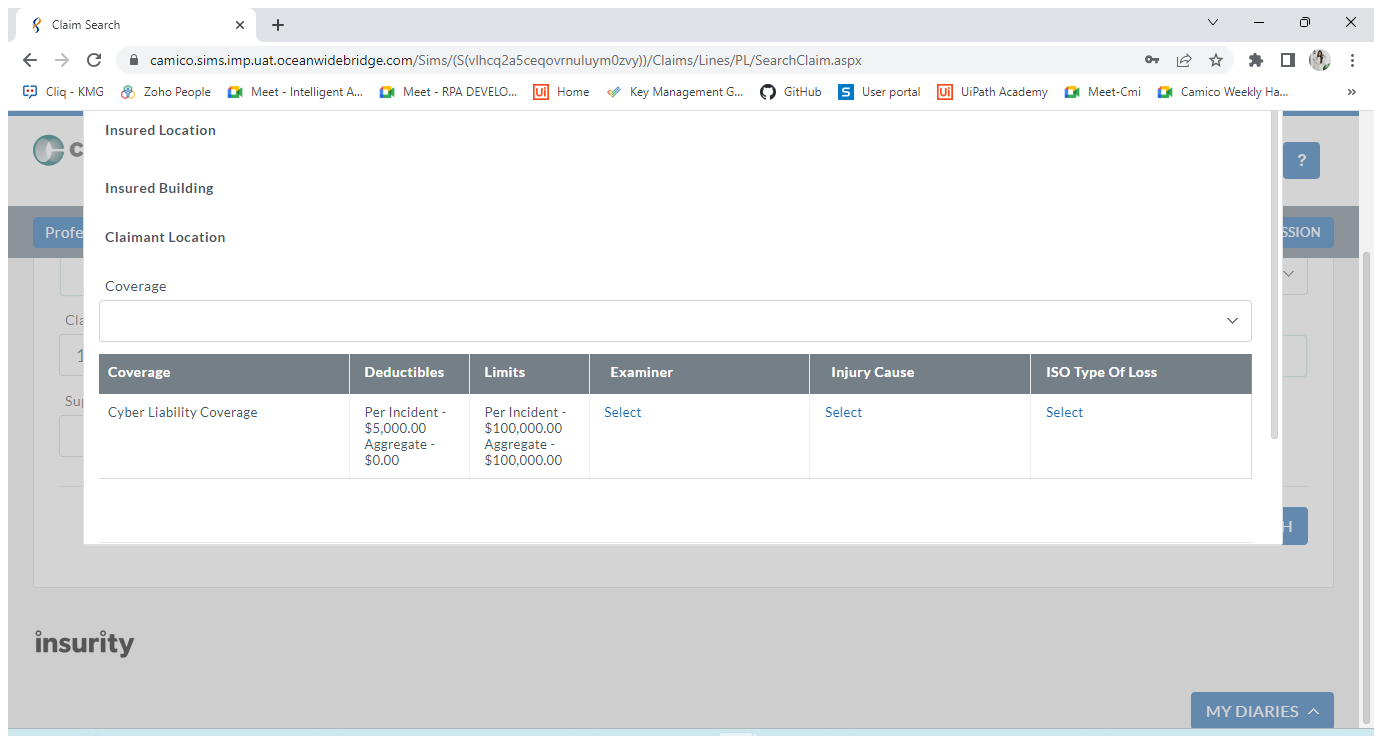 Claim Search
camico.sims.imp.uat.oceanwidebridge.com/Sims/(S(vlhcq2a5ceqovrnuluym0zvy))/Claims/Lines/PL/SearchClaim.aspx
Cliq - KMG Zoho People Meet - Intelligent A... Meet - RPA DEVELO... Ui Home Key Management G... GitHub S User portal Ui UiPath Academy Meet-Cmi Camico Weekly Ha... »
Insured Location
?
Insured Building
Profe
SSION
Claimant Location
Coverage
Cla
1
Coverage Deductibles Limits Examiner Injury Cause ISO Type Of Loss
Su
Cyber Liability Coverage Per Incident - Per Incident - Select Select Select
$5,000.00 $100,000.00
Aggregate - Aggregate -
$0.00 $100,000.00
H
insurity
MY DIARIES